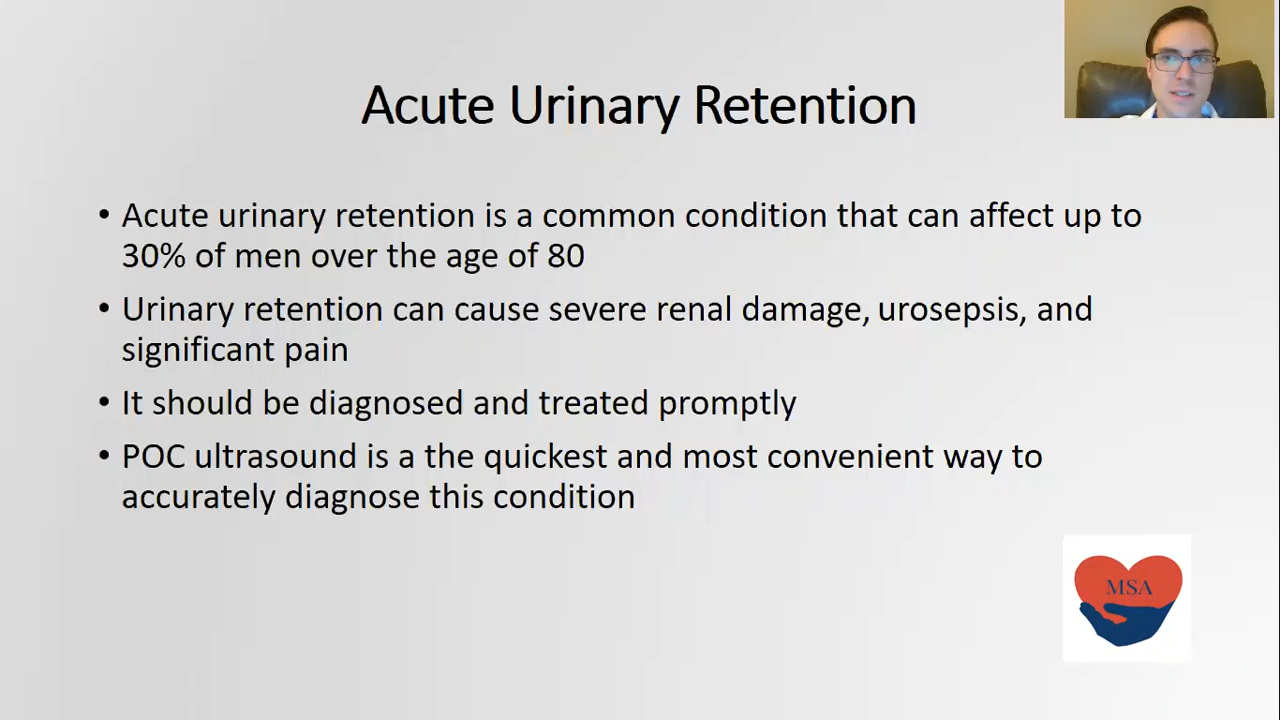 Acute Urinary Retention
• Acute urinary retention is a common condition that can affect up to
30% of men over the age of 80
• Urinary retention can cause severe renal damage, urosepsis, and
significant pain
• It should be diagnosed and treated promptly
• POC ultrasound is a the quickest and most convenient way to
accurately diagnose this condition
MSA